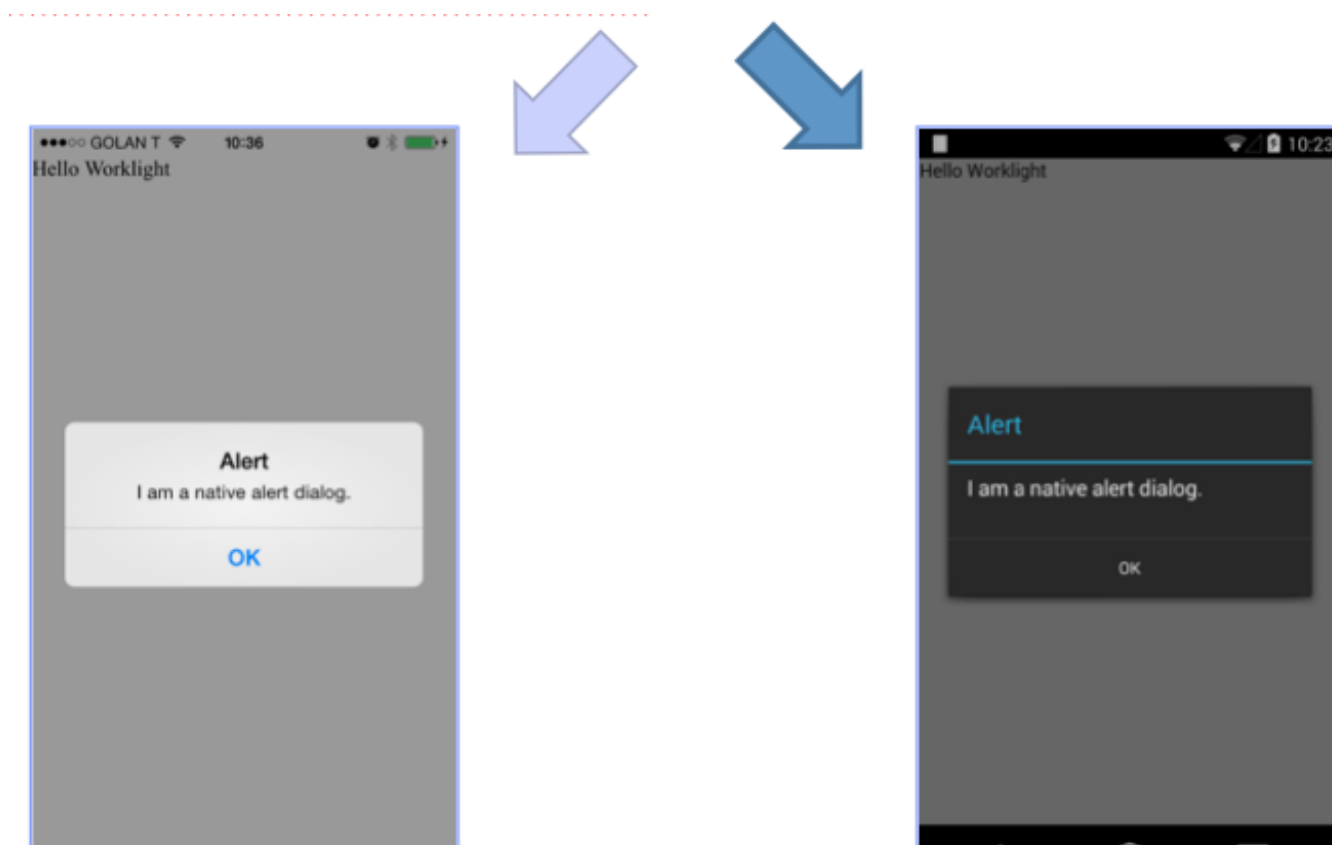 GOLAN T 10:36
Hello Worklight
Alert
I am a native alert dialog.
OK
10:23
Hello Worklight
Alert
I am a native alert dialog.
OK